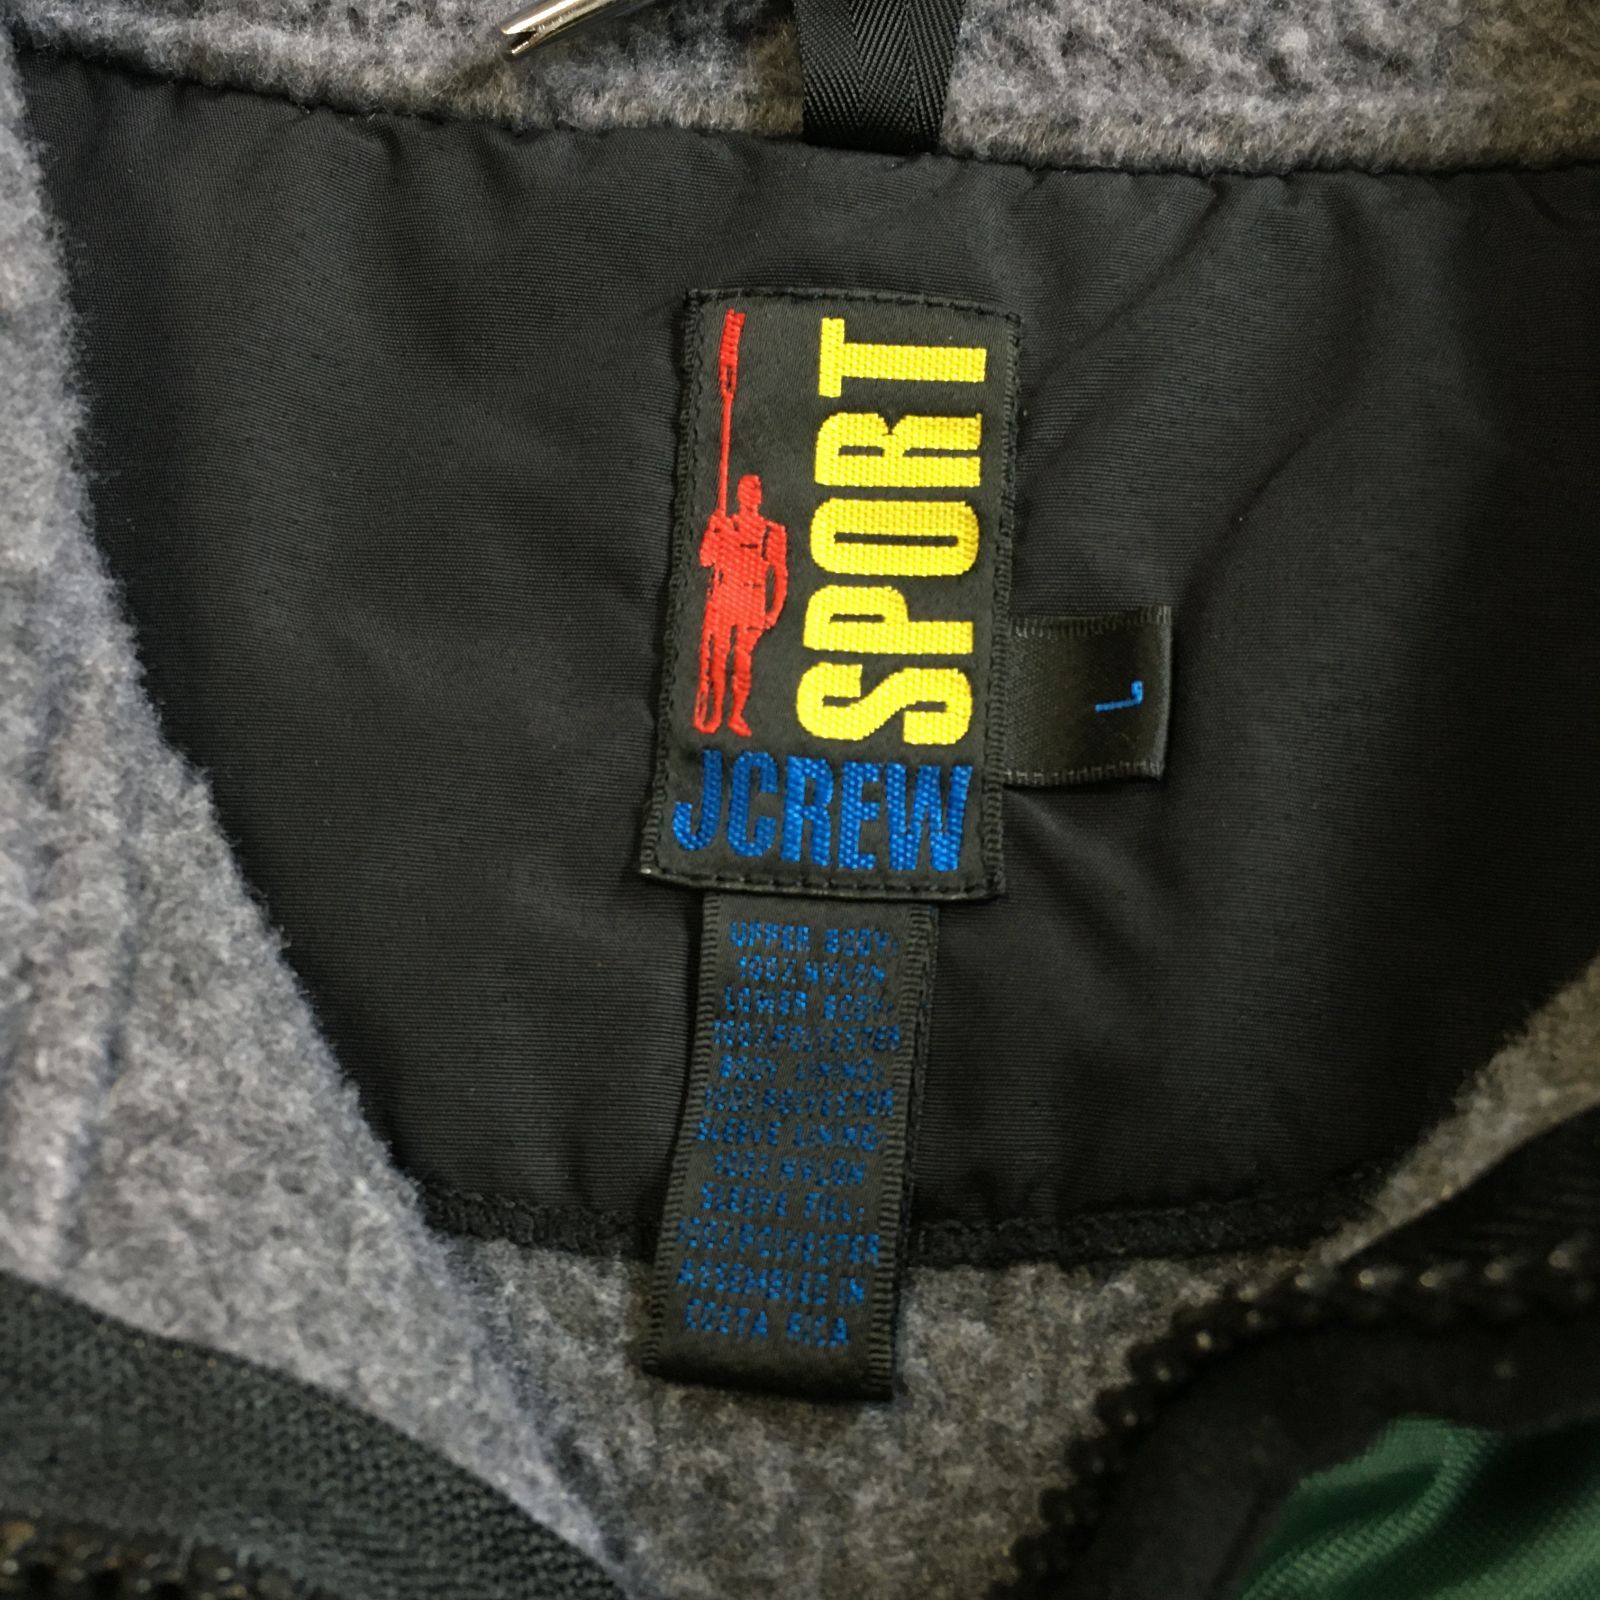 SPORT
JCREW
L
UPPER BODY:
100% NYLON
LOWER BODY:
100% POLYESTER
BODY LINING:
100% POLYESTER
SLEEVE LINING:
100% NYLON
SLEEVE FILL:
100% POLYESTER
ASSEMBLED IN
COSTA RICA